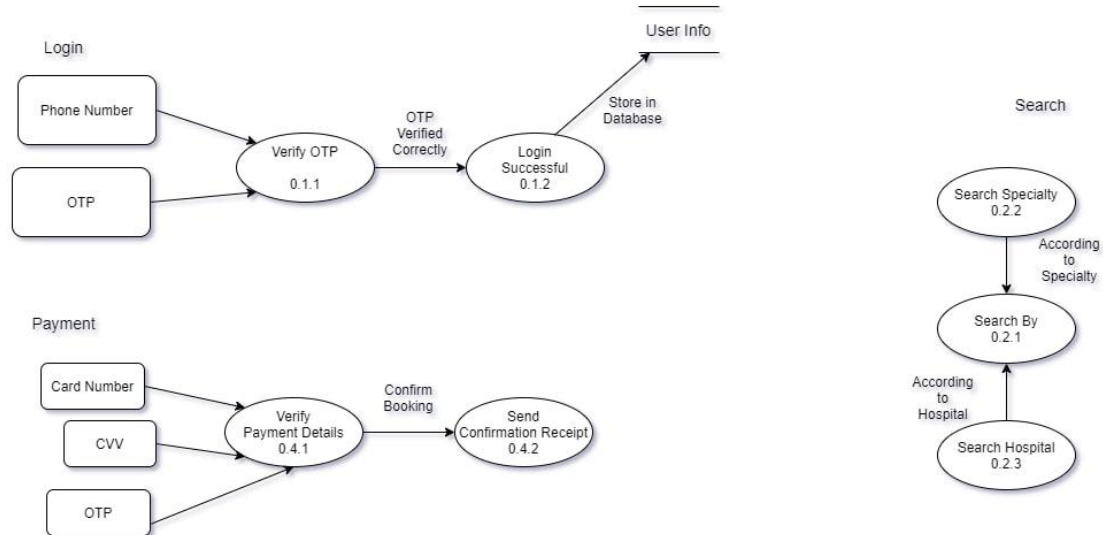 User Info
Login
Phone Number
OTP
Verify OTP
0.1.1
OTP
Verified
Correctly
Login
Successful
0.1.2
Store in
Database
Search
Search Specialty
0.2.2
According
to
Specialty
Search By
0.2.1
According
to
Hospital
Search Hospital
0.2.3
Payment
Card Number
CVV
OTP
Verify
Payment Details
0.4.1
Confirm
Booking
Send
Confirmation Receipt
0.4.2